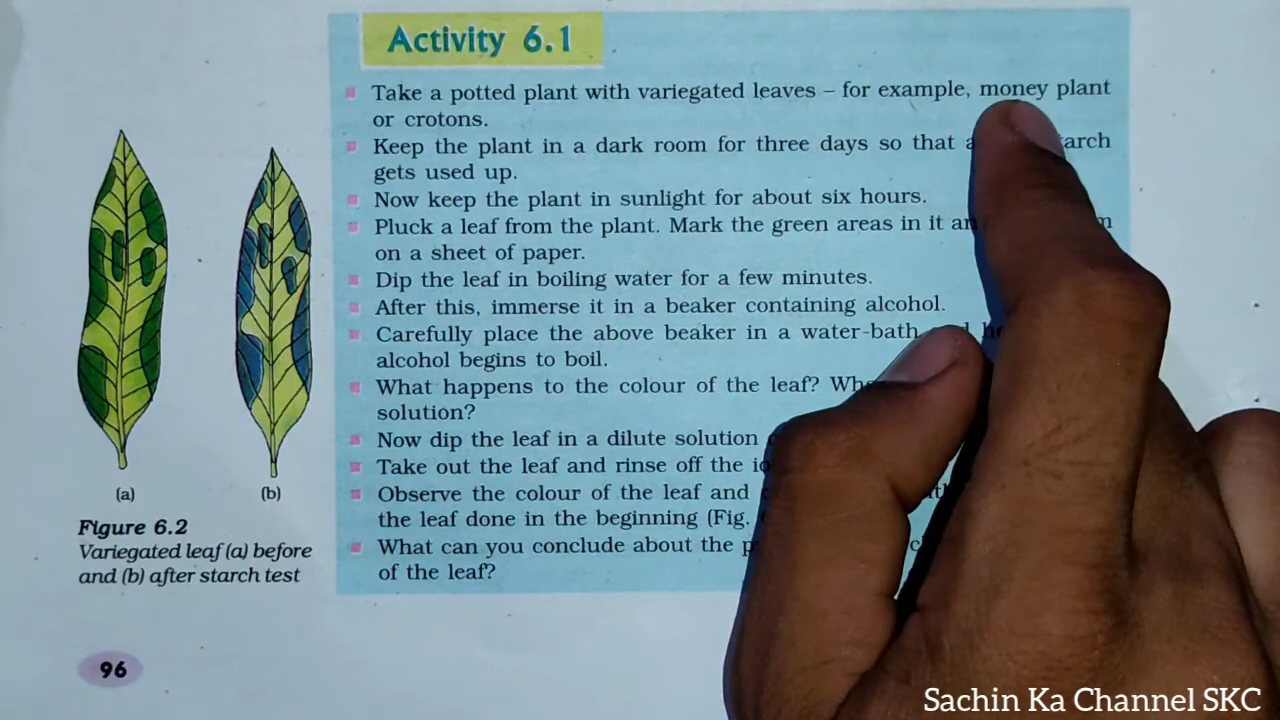 Activity 6.1
Take a potted plant with variegated leaves – for example, money plant
or crotons.
Keep the plant in a dark room for three days so that
gets used up.
Now keep the plant in sunlight for about six hours.
Pluck a leaf from the plant. Mark the green areas in it
on a sheet of paper.
Dip the leaf in boiling water for a few minutes.
After this, immerse it in a beaker containing alcohol.
Carefully place the above beaker in a water-bath
alcohol begins to boil.
What happens to the colour of the leaf?
solution?
Now dip the leaf in a dilute solution
Take out the leaf and rinse off the
Observe the colour of the leaf and
the leaf done in the beginning (Fig.
What can you conclude about the
of the leaf?
(a)
(b)
Figure 6.2
Variegated leaf (a) before
and (b) after starch test
96
Sachin Ka Channel SKC